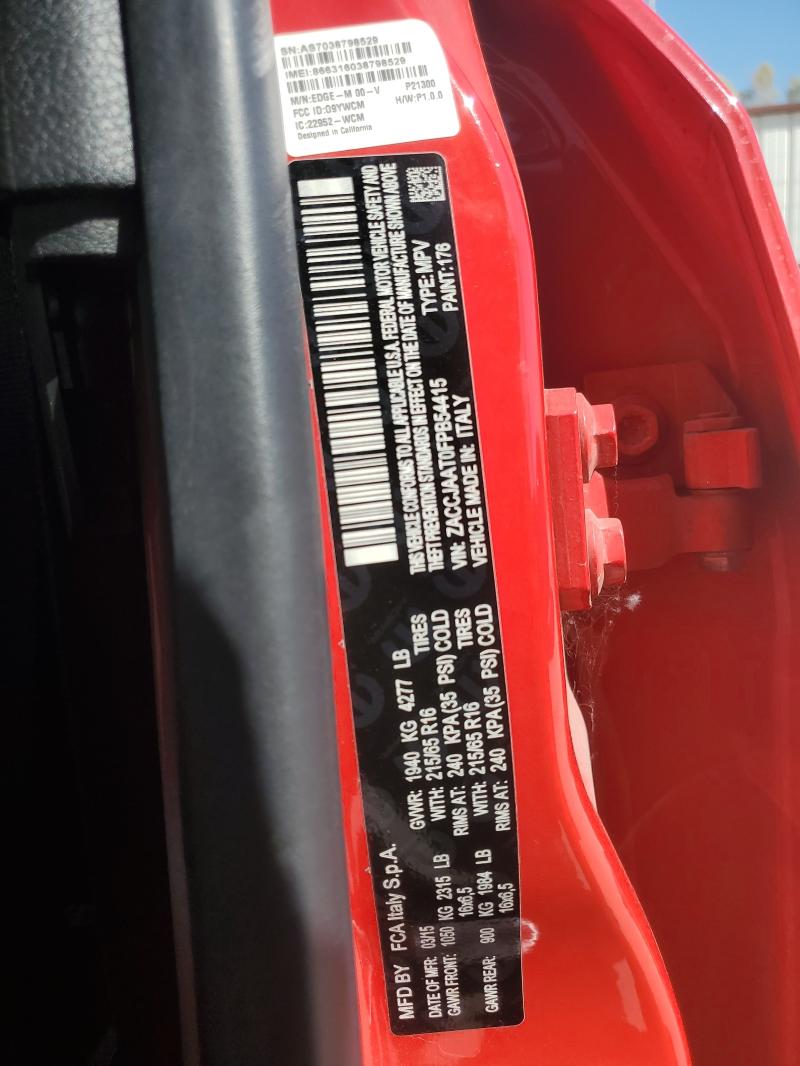 SN:AS7038798529
IMEI:866316038798529
M/N:EDGE-M 00-V P21300
FCC ID:O9YWCM H/W:P1.0.0
IC:22952-WCM
Designed in California
MFD BY FCA Italy S.p.A.
DATE OF MFR: 03/15 GVWR: 1940 KG 4277 LB
GAWR FRONT: 1050 KG 2315 LB WITH: 215/65 R16 TIRES
16x6,5 RIMS AT: 240 KPA(35 PSI) COLD
GAWR REAR: 900 KG 1984 LB WITH: 215/65 R16 TIRES
16x6,5 RIMS AT: 240 KPA(35 PSI) COLD
THIS VEHICLE CONFORMS TO ALL APPLICABLE U.S.A. FEDERAL MOTOR VEHICLE SAFETY AND
THEFT PREVENTION STANDARDS IN EFFECT ON THE DATE OF MANUFACTURE SHOWN ABOVE
VIN: ZACCJAAT0FPB54415 TYPE: MPV
VEHICLE MADE IN: ITALY PAINT:176